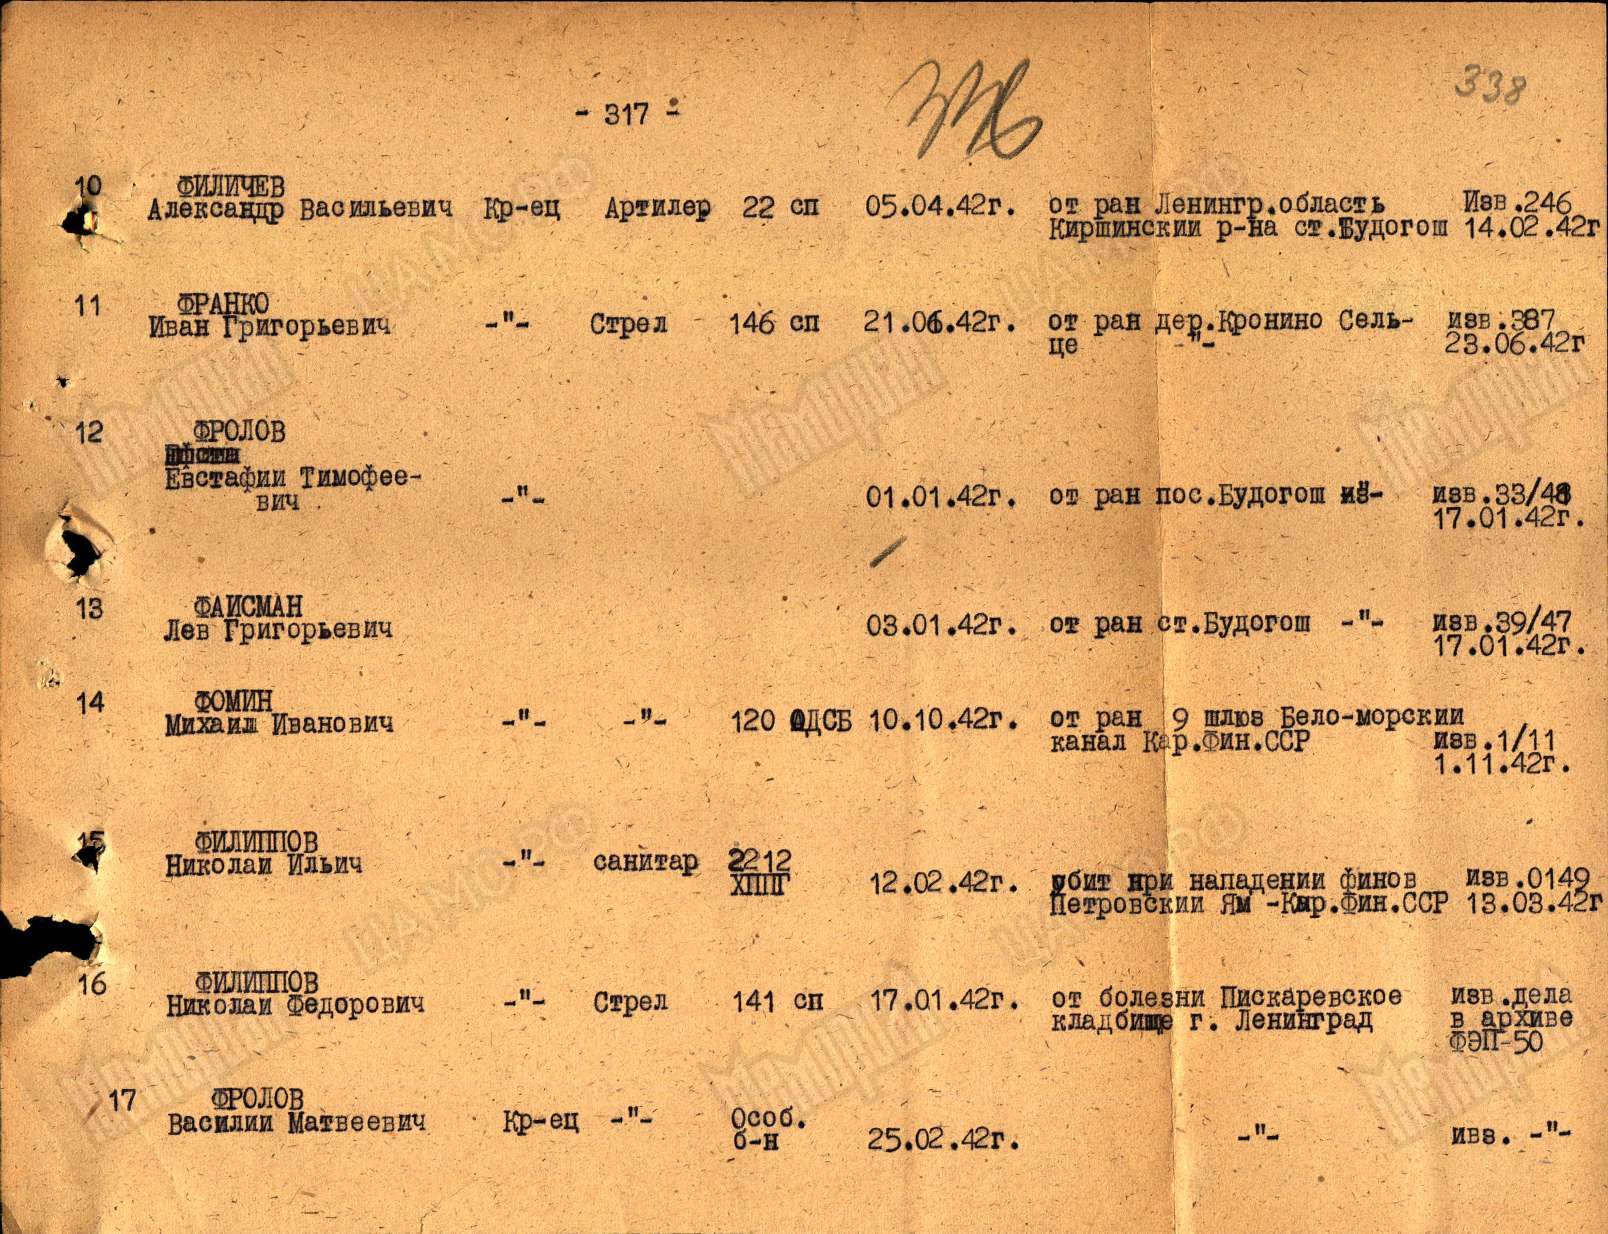 338
- 317 -
10 ФИЛИЧЕВ
Александр Васильевич Кр-ец Артилер 22 сп 05.04.42г. от ран Ленингр.область Изв.246
Киршинскии р-на ст.Будогош 14.02.42г
11 ФРАНКО
Иван Григорьевич -"- Стрел 146 сп 21.06.42г. от ран дер.Кронино Сель- изв.387
це -"- 23.06.42г
12 ФРОЛОВ
Евстафии Тимофее-
вич -"- 01.01.42г. от ран пос.Будогош -"- изв.33/48
17.01.42г.
13 ФАИСМАН
Лев Григорьевич 03.01.42г. от ран ст.Будогош -"- изв.39/47
17.01.42г.
14 ФОМИН
Михаил Иванович -"- -"- 120 ОДСБ 10.10.42г. от ран 9 шлюз Бело-морскии
канал Кар.Фин.ССР изв.1/11
1.11.42г.
15 ФИЛИППОВ
Николаи Ильич -"- санитар 2212
ХППГ 12.02.42г. убит при нападении финов изв.0149
Петровскии Ям -Кар.Фин.ССР 13.03.42г
16 ФИЛИППОВ
Николаи Федорович -"- Стрел 141 сп 17.01.42г. от болезни Пискаревское изв.дела
кладбище г. Ленинград в архиве
ФЭП-50
17 ФРОЛОВ
Василии Матвеевич Кр-ец -"- Особ.
б-н 25.02.42г. -"- ивз. -"-
ЦАМО РФ
Мемориал